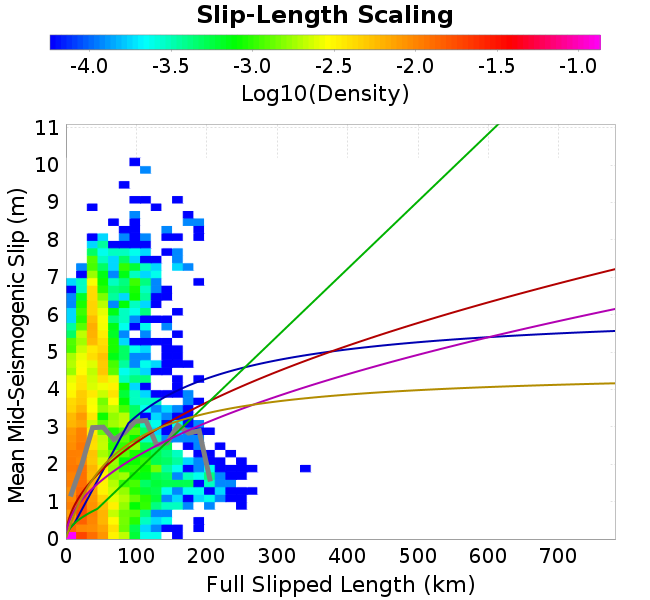 Slip-Length Scaling
-4.0 -3.5 -3.0 -2.5 -2.0 -1.5 -1.0
Log10(Density)
Mean Mid-Seismogenic Slip (m)
11
10
9
8
7
6
5
4
3
2
1
0
0 100 200 300 400 500 600 700
Full Slipped Length (km)